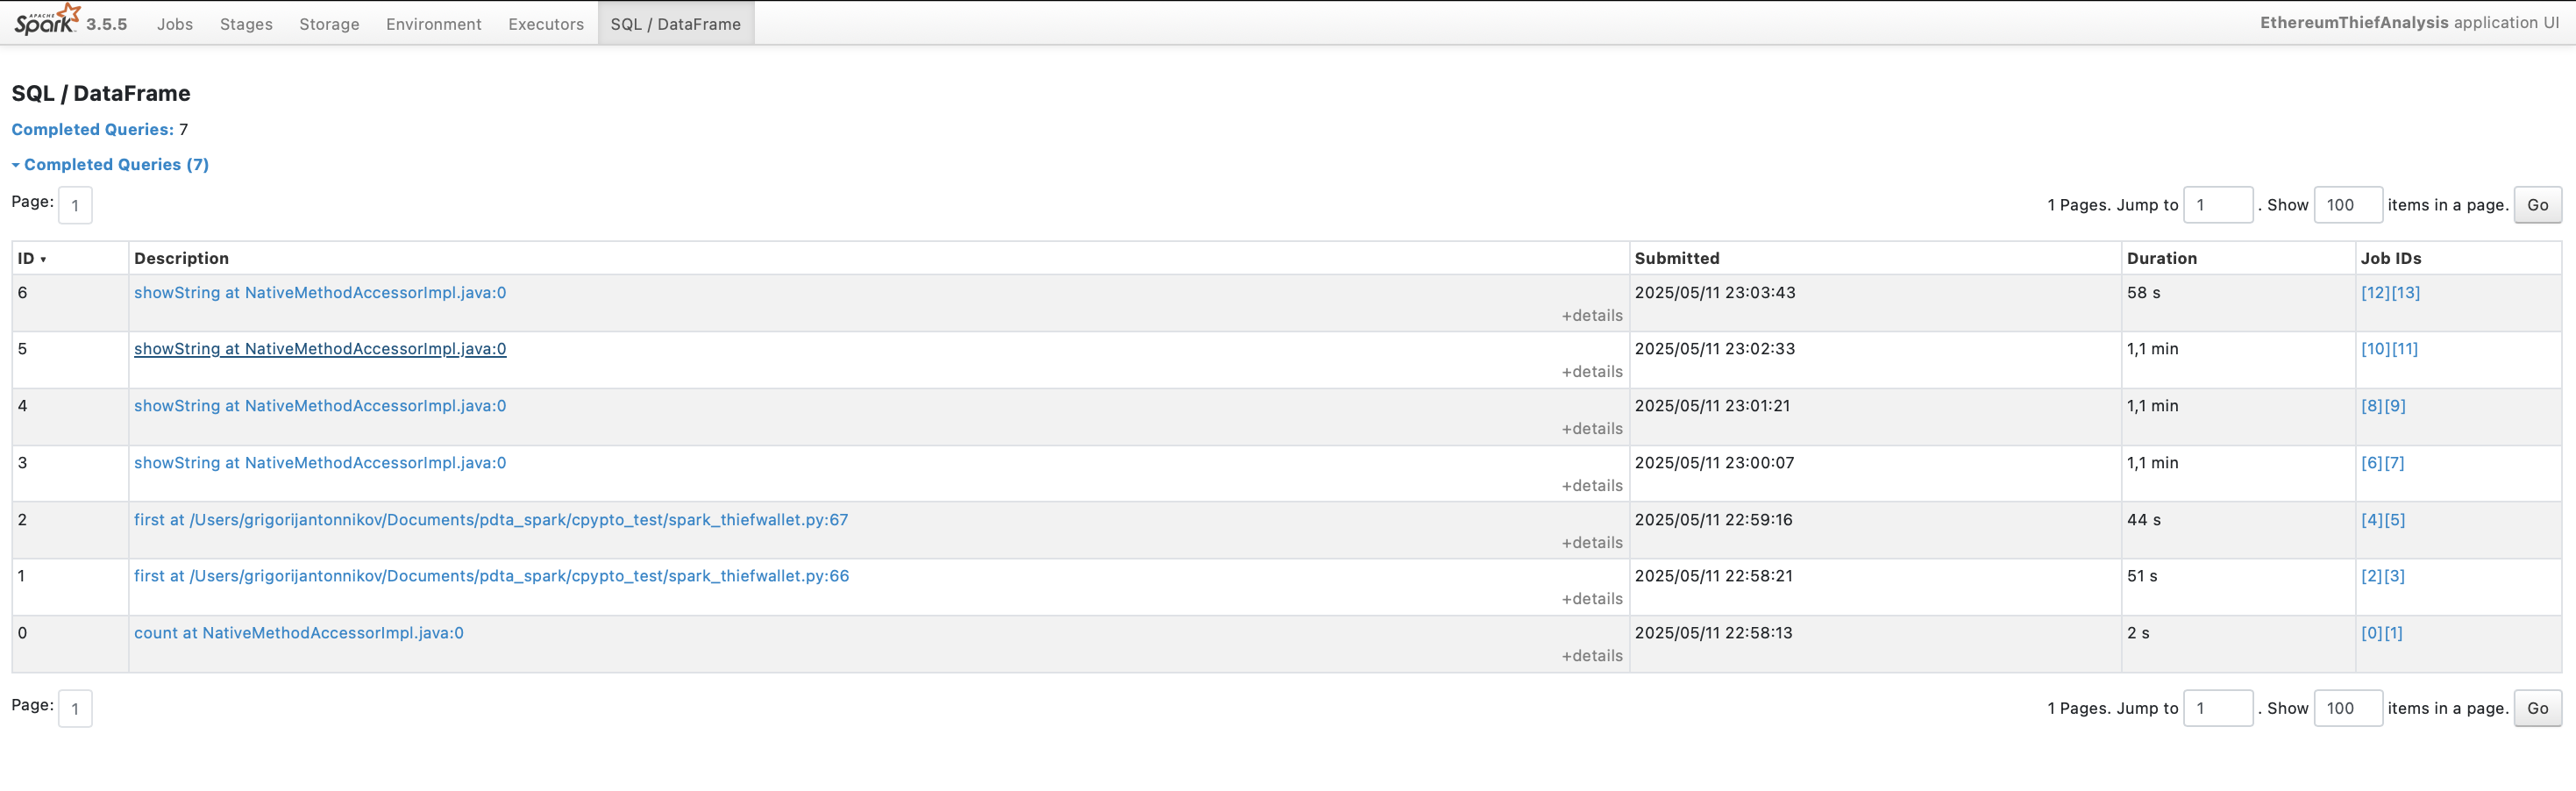 APACHE Spark 3.5.5 Jobs Stages Storage Environment Executors SQL / DataFrame EthereumThiefAnalysis application UI
SQL / DataFrame
Completed Queries: 7
Completed Queries (7)
Page: 1 1 Pages. Jump to 1 . Show 100 items in a page. Go
ID ▾ Description Submitted Duration Job IDs
6 showString at NativeMethodAccessorImpl.java:0 2025/05/11 23:03:43 58 s [12][13]
+details
5 showString at NativeMethodAccessorImpl.java:0 2025/05/11 23:02:33 1,1 min [10][11]
+details
4 showString at NativeMethodAccessorImpl.java:0 2025/05/11 23:01:21 1,1 min [8][9]
+details
3 showString at NativeMethodAccessorImpl.java:0 2025/05/11 23:00:07 1,1 min [6][7]
+details
2 first at /Users/grigorijantonnikov/Documents/pdta_spark/cpypto_test/spark_thiefwallet.py:67 2025/05/11 22:59:16 44 s [4][5]
+details
1 first at /Users/grigorijantonnikov/Documents/pdta_spark/cpypto_test/spark_thiefwallet.py:66 2025/05/11 22:58:21 51 s [2][3]
+details
0 count at NativeMethodAccessorImpl.java:0 2025/05/11 22:58:13 2 s [0][1]
+details
Page: 1 1 Pages. Jump to 1 . Show 100 items in a page. Go